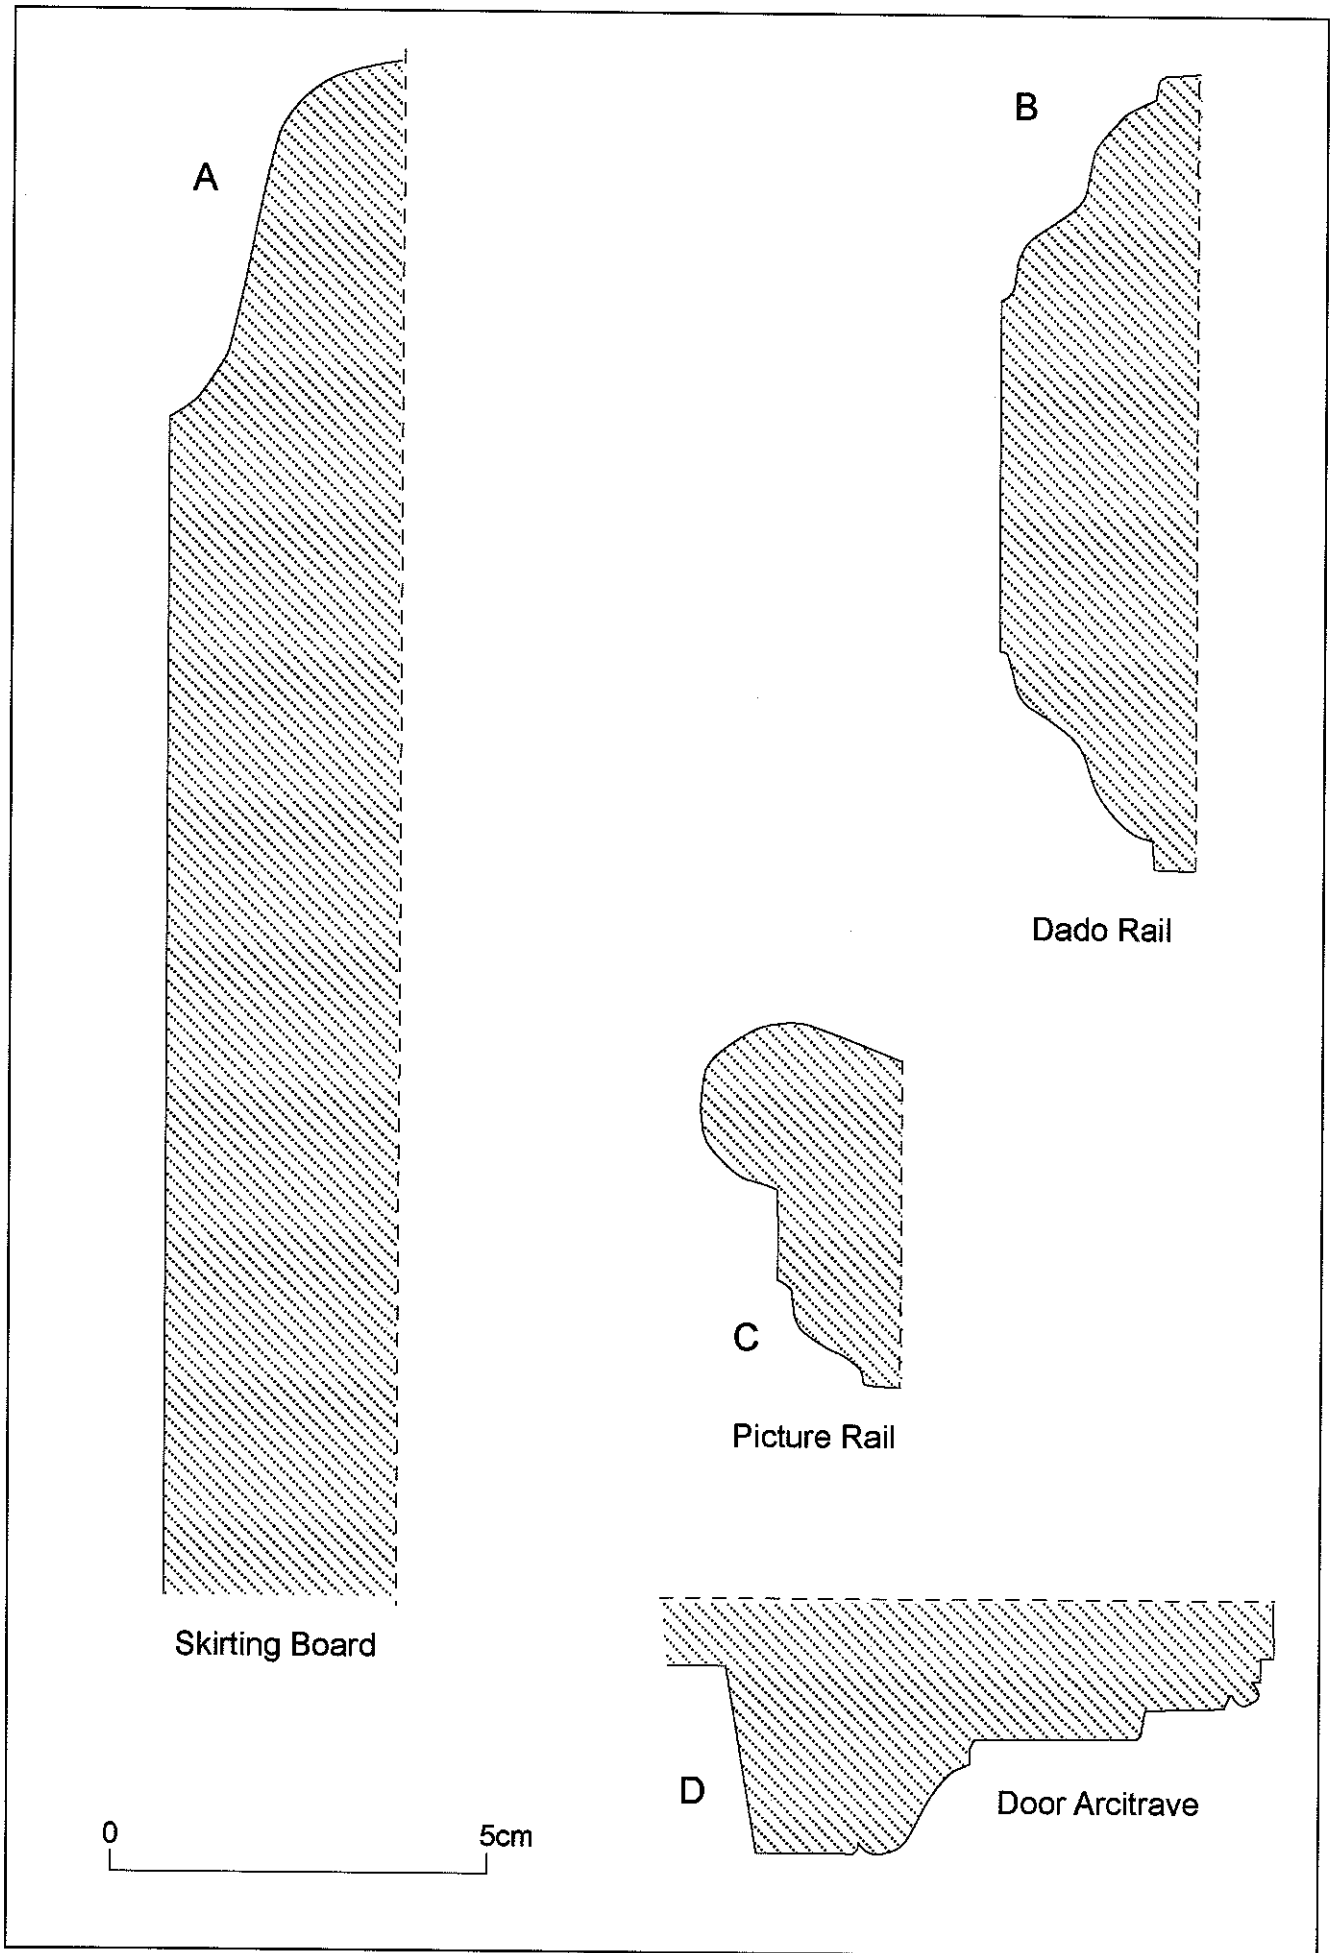 A
B
Dado Rail
C
Picture Rail
Skirting Board
D
Door Arcitrave
0 5cm